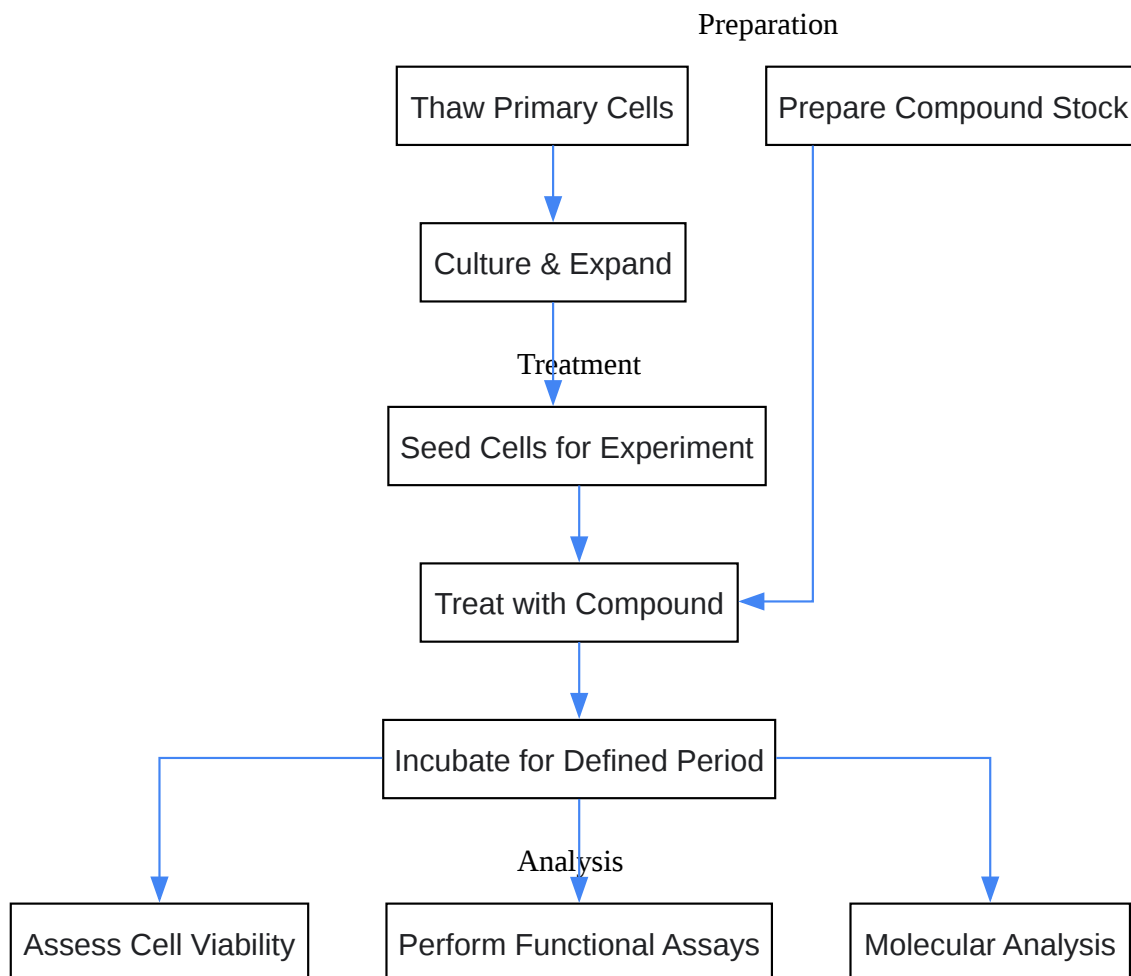 Preparation
Thaw Primary Cells
Prepare Compound Stock
Culture & Expand
Treatment
Seed Cells for Experiment
Treat with Compound
Incubate for Defined Period
Analysis
Assess Cell Viability
Perform Functional Assays
Molecular Analysis